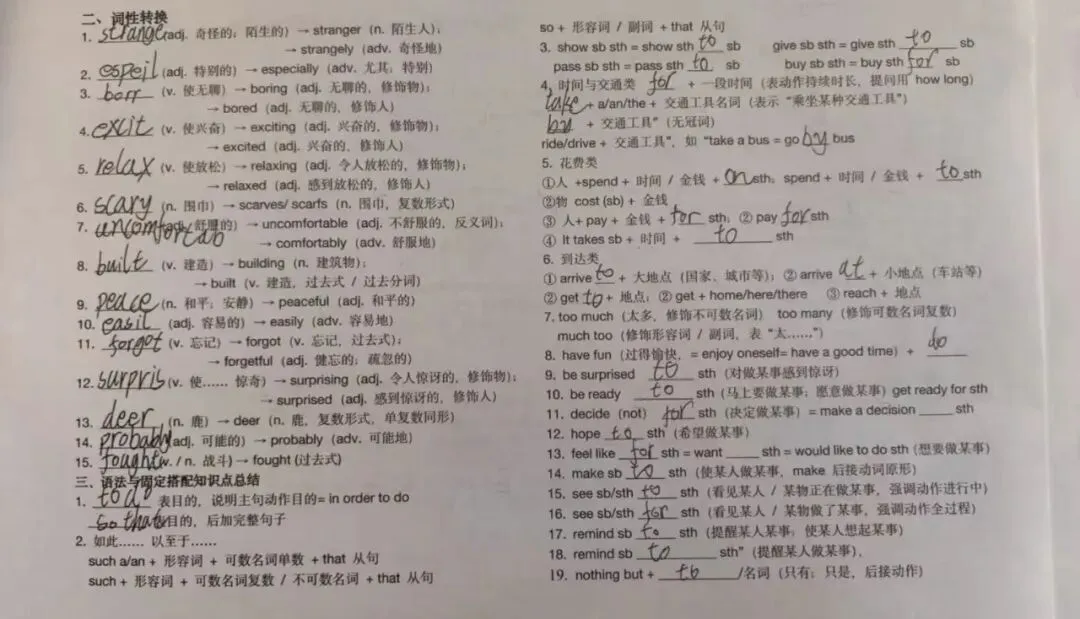 二、词性转换
1. strange (adj. 奇怪的；陌生的) → stranger (n. 陌生人)；
→ strangely (adv. 奇怪地)
2. espeil (adj. 特别的) → especially (adv. 尤其；特别)
3. borr (v. 使无聊) → boring (adj. 无聊的，修饰物)；
→ bored (adj. 无聊的，修饰人)
4. excit (v. 使兴奋) → exciting (adj. 兴奋的，修饰物)；
→ excited (adj. 兴奋的，修饰人)
5. relax (v. 使放松) → relaxing (adj. 令人放松的，修饰物)；
→ relaxed (adj. 感到放松的，修饰人)
6. scary (n. 围巾) → scarves/ scarfs (n. 围巾，复数形式)
7. uncomfortab (adj. 舒服的) → uncomfortable (adj. 不舒服的，反义词)；
→ comfortably (adv. 舒服地)
8. built (v. 建造) → building (n. 建筑物)；
→ built (v. 建造，过去式 / 过去分词)
9. peace (n. 和平；安静) → peaceful (adj. 和平的)
10. easil (adj. 容易的) → easily (adv. 容易地)
11. forgot (v. 忘记) → forgot (v. 忘记，过去式)；
→ forgetful (adj. 健忘的；疏忽的)
12. surpris (v. 使…… 惊奇) → surprising (adj. 令人惊讶的，修饰物)；
→ surprised (adj. 感到惊讶的，修饰人)
13. deer (n. 鹿) → deer (n. 鹿，复数形式，单复数同形)
14. probably (adj. 可能的) → probably (adv. 可能地)
15. fought (v. / n. 战斗) → fought (过去式)
三、语法与固定搭配知识点总结
1. to do 表目的，说明主句动作目的= in order to do
so that 表目的，后加完整句子
2. 如此…… 以至于……
such a/an + 形容词 + 可数名词单数 + that 从句
such + 形容词 + 可数名词复数 / 不可数名词 + that 从句
so + 形容词 / 副词 + that 从句
3. show sb sth = show sth to sb give sb sth = give sth to sb
pass sb sth = pass sth to sb buy sb sth = buy sth for sb
4. 时间与交通类 for + 一段时间（表动作持续时长，提问用 how long）
take + a/an/the + 交通工具名词（表示“乘坐某种交通工具”）
by + 交通工具”（无冠词）
ride/drive + 交通工具”，如 “take a bus = go by bus
5. 花费类
①人 +spend + 时间 / 金钱 + on sth; spend + 时间 / 金钱 + to sth
②物 cost (sb) + 金钱
③ 人+ pay + 金钱 + for sth; ② pay for sth
④ It takes sb + 时间 + to sth
6. 到达类
① arrive to + 大地点（国家、城市等）；② arrive at + 小地点（车站等）
② get to + 地点；② get + home/here/there ③ reach + 地点
7. too much（太多，修饰不可数名词） too many（修饰可数名词复数）
much too（修饰形容词 / 副词，表“太……”）
8. have fun（过得愉快，= enjoy oneself= have a good time）+ do
9. be surprised to sth（对做某事感到惊讶）
10. be ready to sth（马上要做某事；愿意做某事）get ready for sth
11. decide (not) for sth（决定做某事）= make a decision ____ sth
12. hope to sth（希望做某事）
13. feel like for sth = want ____ sth = would like to do sth (想要做某事)
14. make sb to sth（使某人做某事，make 后接动词原形）
15. see sb/sth to sth（看见某人 / 某物正在做某事，强调动作进行中）
16. see sb/sth for sth（看见某人 / 某物做了某事，强调动作全过程）
17. remind sb to sth（提醒某人某事；使某人想起某事）
18. remind sb to sth”（提醒某人做某事），
19. nothing but + to /名词（只有；只是，后接动作）